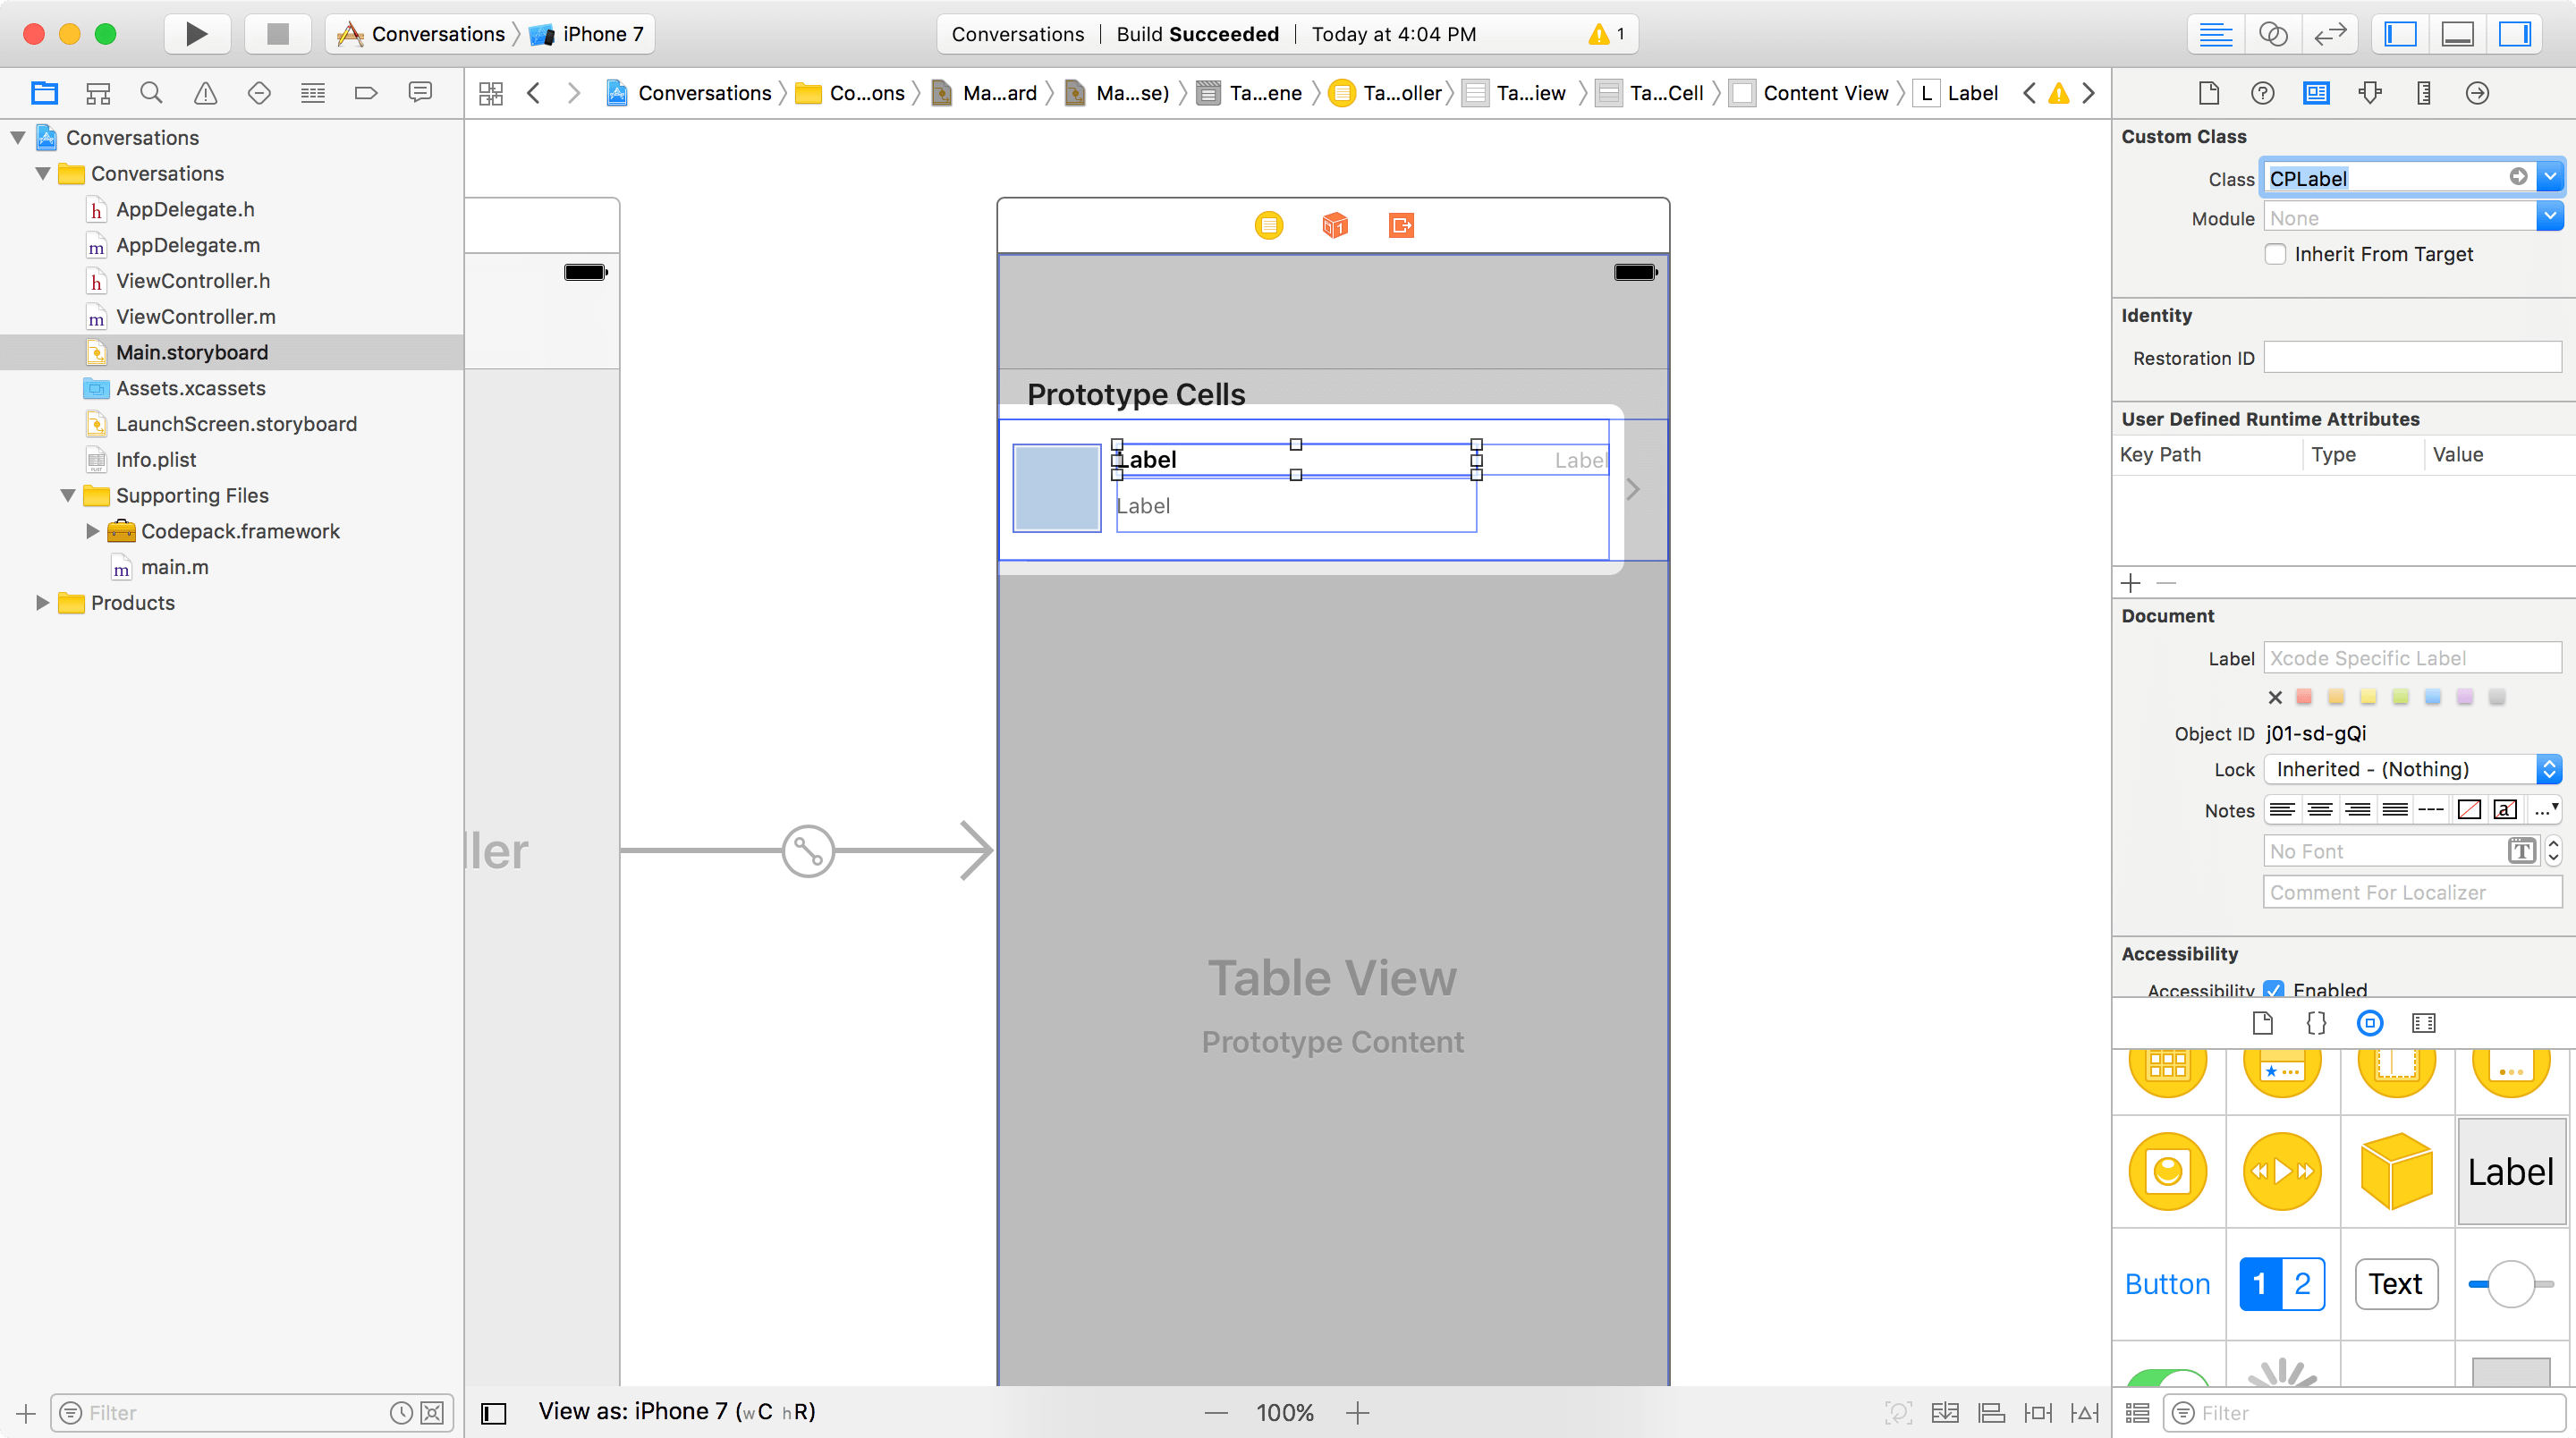 Conversations 〉 iPhone 7
Conversations | Build Succeeded | Today at 4:04 PM
1
Conversations
Co...ons
Ma...ard
Ma...se)
Ta...ene
Ta...oller
Ta...iew
Ta...Cell
Content View
L Label
Conversations
Conversations
h AppDelegate.h
m AppDelegate.m
h ViewController.h
m ViewController.m
Main.storyboard
Assets.xcassets
LaunchScreen.storyboard
Info.plist
Supporting Files
Codepack.framework
m main.m
Products
Filter
ller
Prototype Cells
Label
Label
Label
Table View
Prototype Content
View as: iPhone 7 (wC hR)
100%
Custom Class
Class CPLabel
Module None
Inherit From Target
Identity
Restoration ID
User Defined Runtime Attributes
Key Path Type Value
Document
Label Xcode Specific Label
Object ID j01-sd-gQi
Lock Inherited - (Nothing)
Notes
No Font
Comment For Localizer
Accessibility
Accessibility Enabled
Label
Button
1 2
Text
Filter